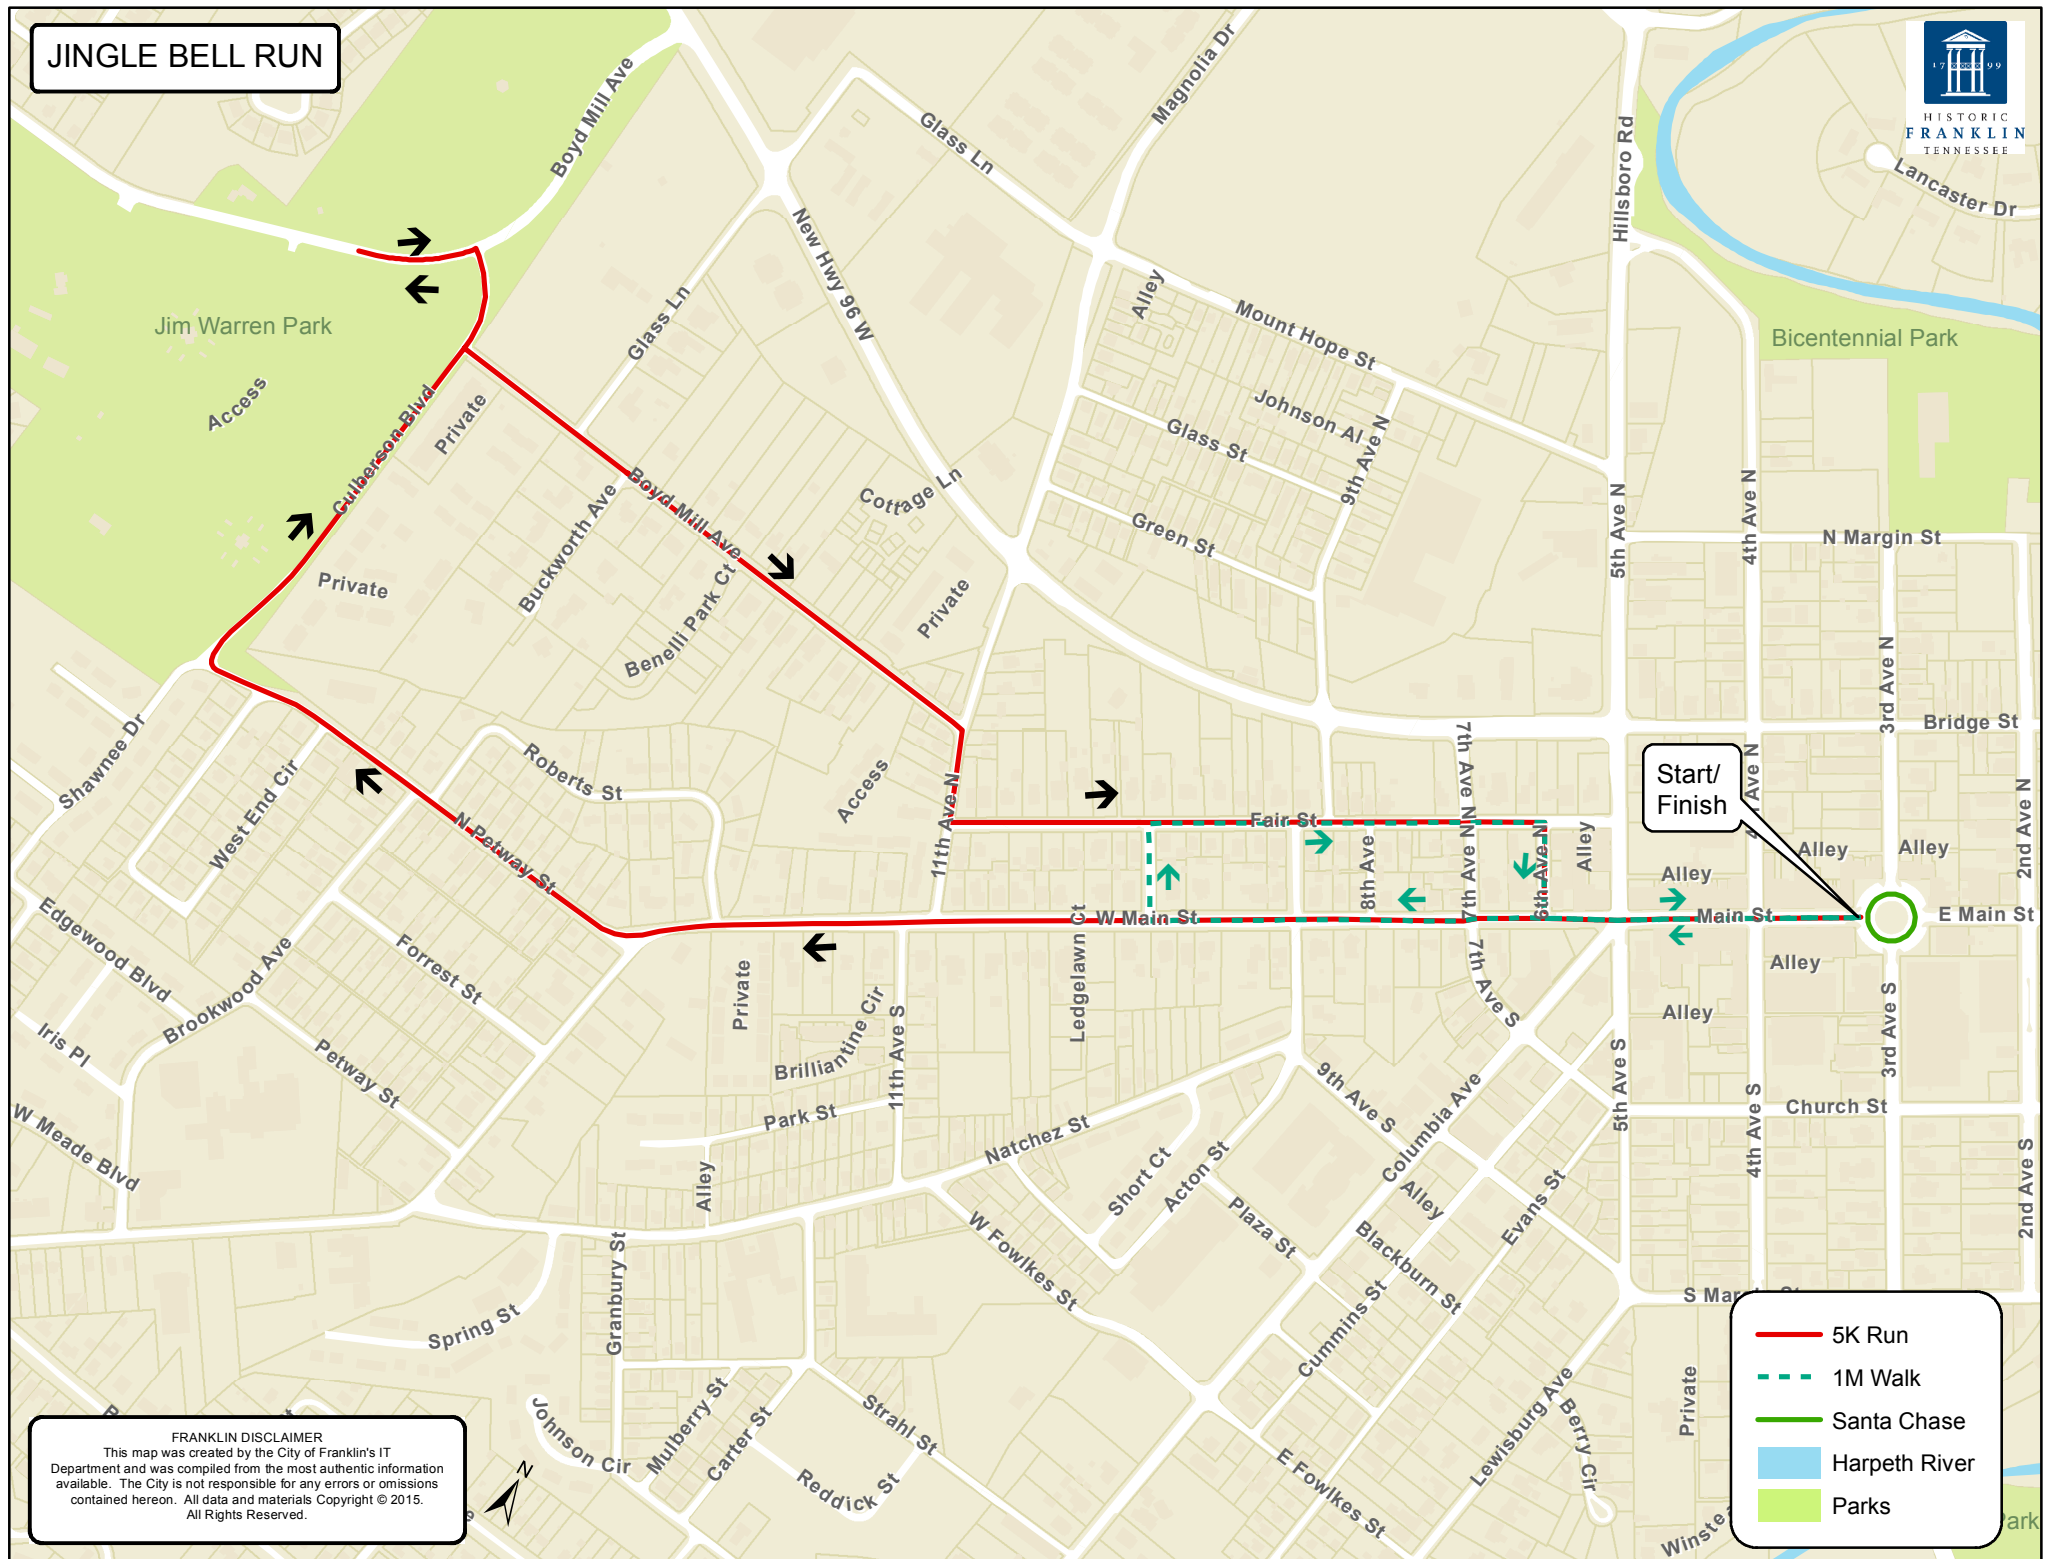 JINGLE BELL RUN
17 99
HISTORIC
FRANKLIN
TENNESSEE
Boyd Mill Ave
Magnolia Dr
Glass Ln
Hillsboro Rd
Lancaster Dr
New Hwy 96 W
Jim Warren Park
Glass Ln
Alley
Mount Hope St
Bicentennial Park
Access
Culberson Blvd
Private
Johnson Al
Glass St
9th Ave N
Boyd Mill Ave
Cottage Ln
Buckworth Ave
Green St
5th Ave N
4th Ave N
N Margin St
Private
Benelli Park Ct
Private
3rd Ave N
Bridge St
Shawnee Dr
West End Cir
Roberts St
Access
11th Ave N
7th Ave N
Start/
Finish
Ave N
2nd Ave N
N Petway St
Fair St
8th Ave
N
7th Ave N
6th Ave N
Alley
Alley
Alley
Alley
W Main St
Main St
E Main St
Edgewood Blvd
Brookwood Ave
Forrest St
Private
Brilliantine Cir
11th Ave S
Ledgelawn Ct
7th Ave S
Alley
Alley
3rd Ave S
Iris Pl
Petway St
Park St
Natchez St
9th Ave S
Columbia Ave
5th Ave S
4th Ave S
Church St
W Meade Blvd
Alley
Short Ct
Acton St
C Alley
Evans St
2nd Ave S
W Fowlkes St
Plaza St
Blackburn St
Granbury St
Spring St
Cummins St
S Mar
Johnson Cir
Mulberry St
Carter St
Strahl St
Reddick St
E Fowlkes St
Lewisburg Ave
Berry Cir
Private
Winste
ark
5K Run
1M Walk
Santa Chase
Harpeth River
Parks
FRANKLIN DISCLAIMER
This map was created by the City of Franklin's IT
Department and was compiled from the most authentic information
available. The City is not responsible for any errors or omissions
contained hereon. All data and materials Copyright © 2015.
All Rights Reserved.
N